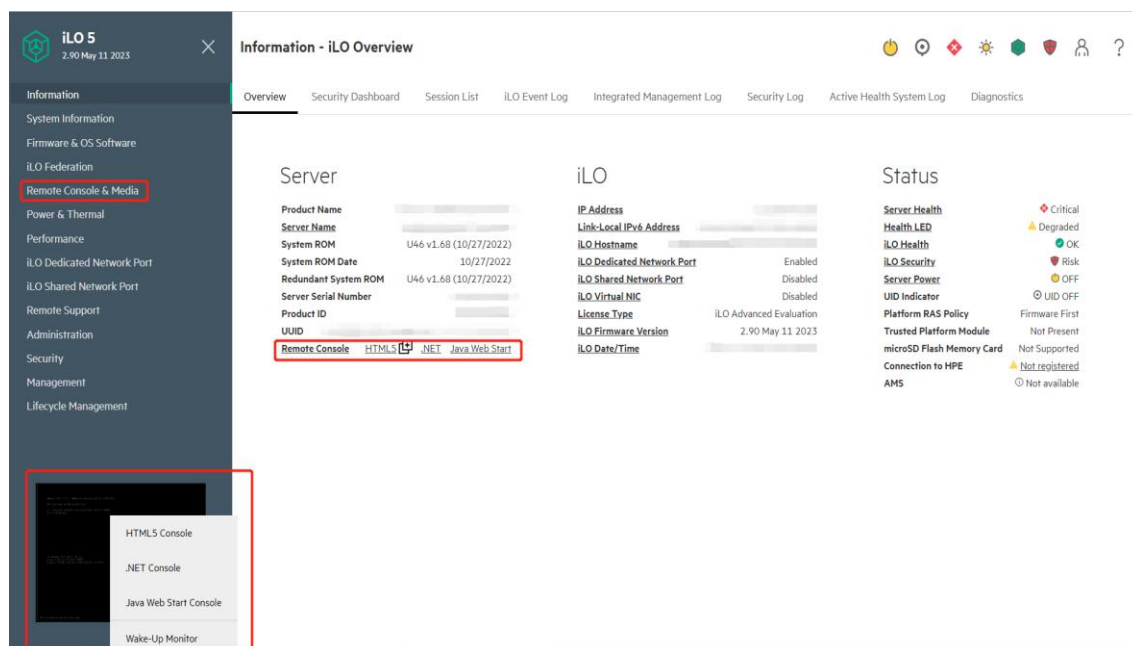 iLO 5
2.90 May 11 2023
Information - iLO Overview
Information
System Information
Firmware & OS Software
iLO Federation
Remote Console & Media
Power & Thermal
Performance
iLO Dedicated Network Port
iLO Shared Network Port
Remote Support
Administration
Security
Management
Lifecycle Management
HTML5 Console
.NET Console
Java Web Start Console
Wake-Up Monitor
Overview Security Dashboard Session List iLO Event Log Integrated Management Log Security Log Active Health System Log Diagnostics
Server
Product Name
Server Name
System ROM U46 v1.68 (10/27/2022)
System ROM Date 10/27/2022
Redundant System ROM U46 v1.68 (10/27/2022)
Server Serial Number
Product ID
UUID
Remote Console HTML5 .NET Java Web Start
iLO
IP Address
Link-Local IPv6 Address
iLO Hostname
iLO Dedicated Network Port Enabled
iLO Shared Network Port Disabled
iLO Virtual NIC Disabled
License Type iLO Advanced Evaluation
iLO Firmware Version 2.90 May 11 2023
iLO Date/Time
Status
Server Health Critical
Health LED Degraded
iLO Health OK
iLO Security Risk
Server Power OFF
UID Indicator UID OFF
Platform RAS Policy Firmware First
Trusted Platform Module Not Present
microSD Flash Memory Card Not Supported
Connection to HPE Not registered
AMS Not available